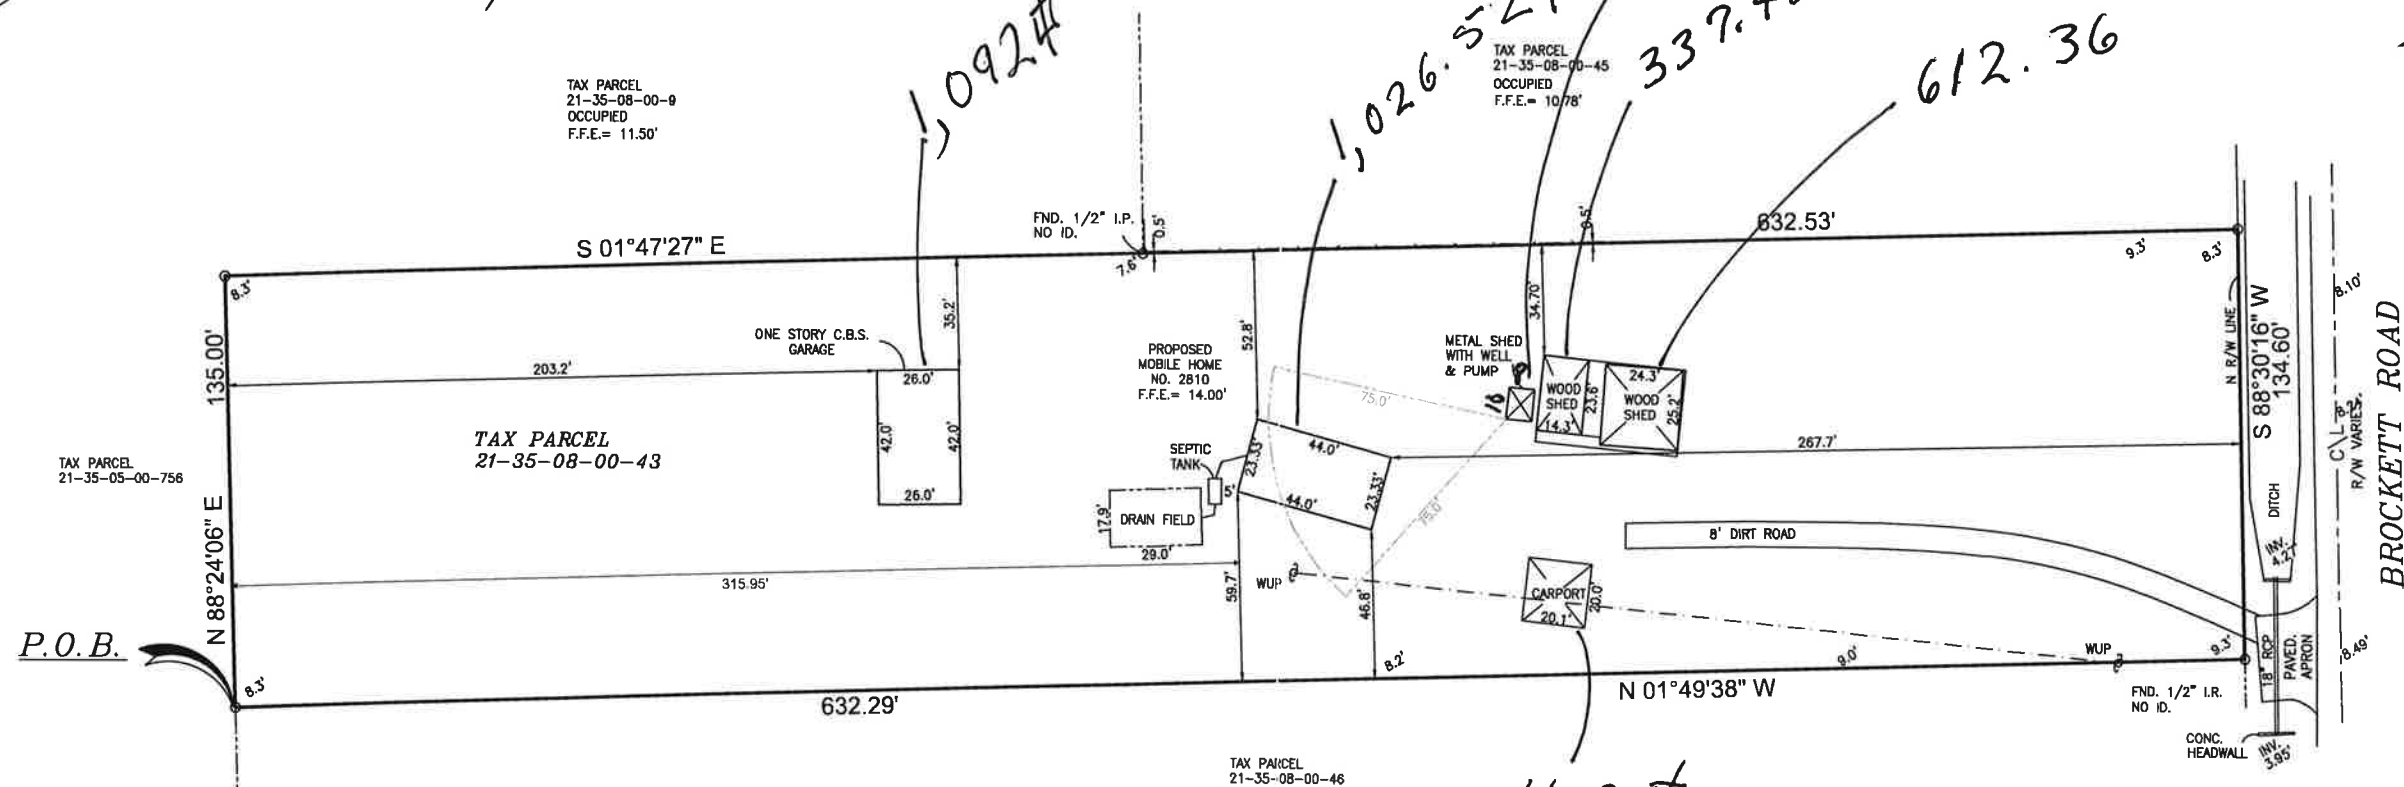 1,092#
1,026.52
337.4
612.36
TAX PARCEL
21-35-08-00-9
OCCUPIED
F.F.E.= 11.50'
TAX PARCEL
21-35-08-00-45
OCCUPIED
F.F.E.= 10.78'
FND. 1/2" I.P.
NO ID.
0.5'
7.6'
0.5'
S 01°47'27" E
632.53'
9.3'
8.3'
8.3'
135.00'
N 88°24'06" E
203.2'
ONE STORY C.B.S.
GARAGE
35.2'
26.0'
42.0'
42.0'
26.0'
TAX PARCEL
21-35-08-00-43
TAX PARCEL
21-35-05-00-756
PROPOSED
MOBILE HOME
NO. 2810
F.F.E.= 14.00'
52.8'
75.0'
75.0'
44.0'
23.33'
44.0'
23.33'
SEPTIC
TANK
5'
DRAIN FIELD
17.9'
29.0'
METAL SHED
WITH WELL
& PUMP
34.70'
WOOD
SHED
23.6'
14.3'
24.3'
WOOD
SHED
25.2'
267.7'
315.95'
59.7'
46.8'
WUP
CARPORT
20.0'
20.1'
8' DIRT ROAD
WUP
9.0'
9.3'
8.2'
8.3'
P.O.B.
632.29'
N 01°49'38" W
FND. 1/2" I.R.
NO ID.
TAX PARCEL
21-35-08-00-46
N R/W LINE
S 88°30'16" W
134.60'
DITCH
INV.
4.27'
18" RCP
PAVED
APRON
CONC.
HEADWALL
INV.
3.95'
8.10'
C\L
R/W VARIES.
8.49'
BROCKETT ROAD